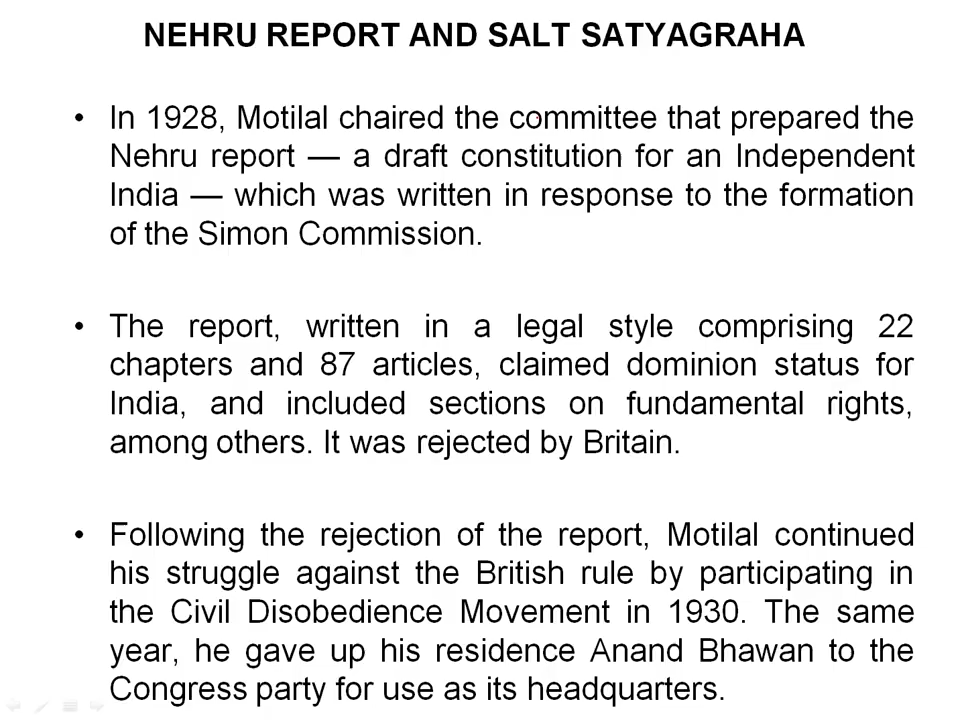 NEHRU REPORT AND SALT SATYAGRAHA
• In 1928, Motilal chaired the committee that prepared the
Nehru report — a draft constitution for an Independent
India — which was written in response to the formation
of the Simon Commission.
• The report, written in a legal style comprising 22
chapters and 87 articles, claimed dominion status for
India, and included sections on fundamental rights,
among others. It was rejected by Britain.
• Following the rejection of the report, Motilal continued
his struggle against the British rule by participating in
the Civil Disobedience Movement in 1930. The same
year, he gave up his residence Anand Bhawan to the
Congress party for use as its headquarters.